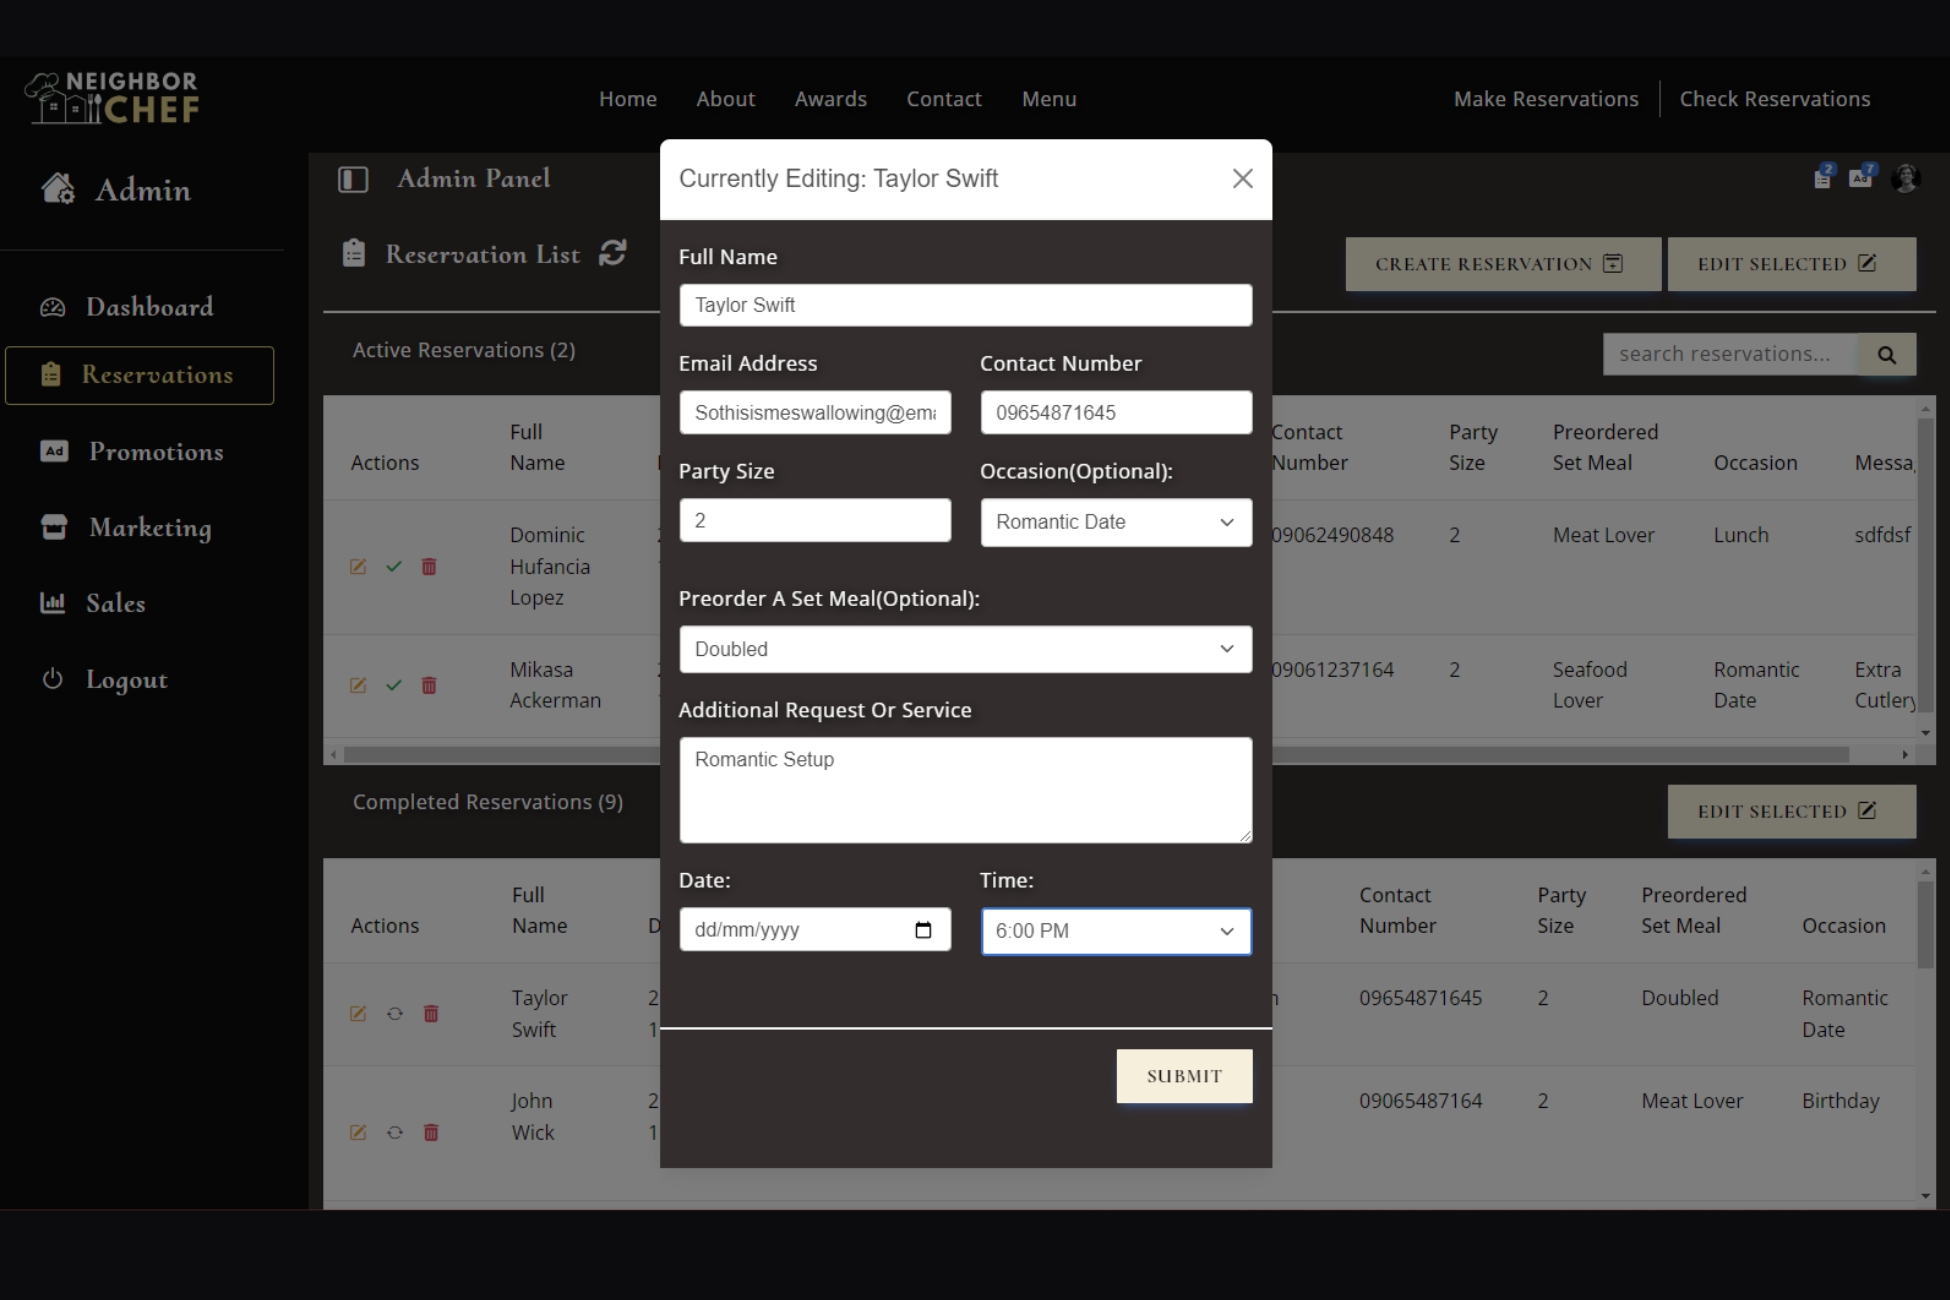 NEIGHBOR
CHEF
Home About Awards Contact Menu
Make Reservations Check Reservations
Admin
Dashboard
Reservations
Ad Promotions
Marketing
Sales
Logout
Admin Panel
2 Ad 7
Reservation List
CREATE RESERVATION EDIT SELECTED
Active Reservations (2)
search reservations...
Actions Full Name Contact Number Party Size Preordered Set Meal Occasion
Dominic Hufancia Lopez 09062490848 2 Meat Lover Lunch sdfdsf
Mikasa Ackerman 09061237164 2 Seafood Lover Romantic Date Extra Cutlery
Completed Reservations (9)
EDIT SELECTED
Actions Full Name D Contact Number Party Size Preordered Set Meal Occasion
Taylor Swift 2 1 09654871645 2 Doubled Romantic Date
John Wick 2 1 09065487164 2 Meat Lover Birthday
Currently Editing: Taylor Swift
Full Name
Taylor Swift
Email Address Contact Number
Sothisismeswallowing@ema 09654871645
Party Size Occasion(Optional):
2 Romantic Date
Preorder A Set Meal(Optional):
Doubled
Additional Request Or Service
Romantic Setup
Date: Time:
dd/mm/yyyy 6:00 PM
SUBMIT